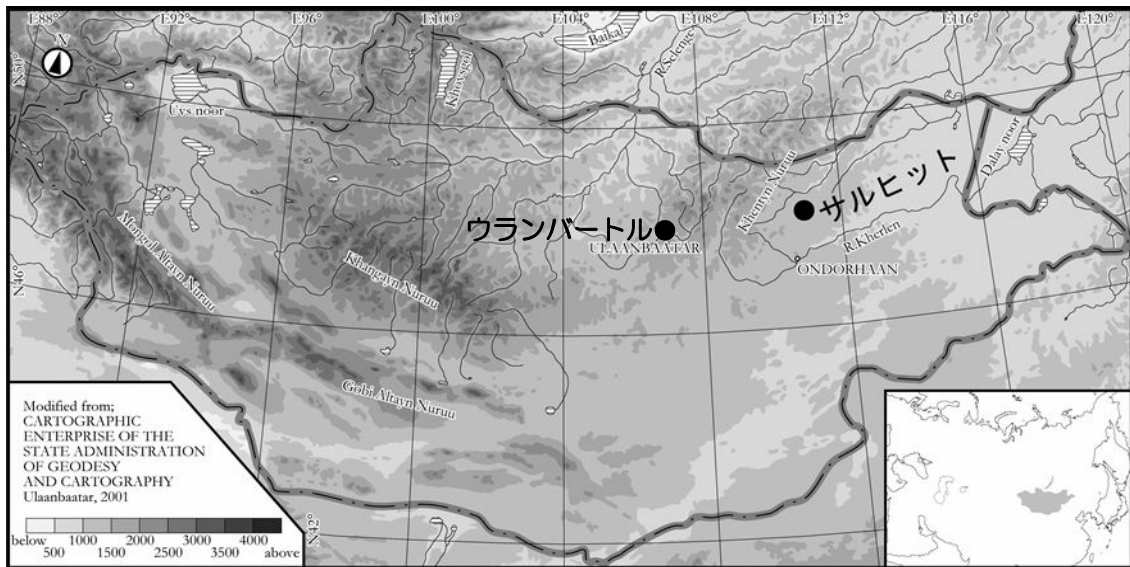 E88°
E92°
E96°
E100°
E104°
E108°
E112°
E116°
E120°
N
N50°
Uvs noor
Khovsgol
Baikal
R.Selenge
Dalay noor
Khentyn Nuruu
サルヒット
ウランバートル
ULAANBAATAR
R.Kherlen
ONDORHAAN
Mongol Altayn Nuruu
Khangayn Nuruu
N46°
Gobi Altayn Nuruu
N42°
Modified from;
CARTOGRAPHIC
ENTERPRISE OF THE
STATE ADMINISTRATION
OF GEODESY
AND CARTOGRAPHY
Ulaanbaatar, 2001
below 1000 2000 3000 4000
500 1500 2500 3500 above